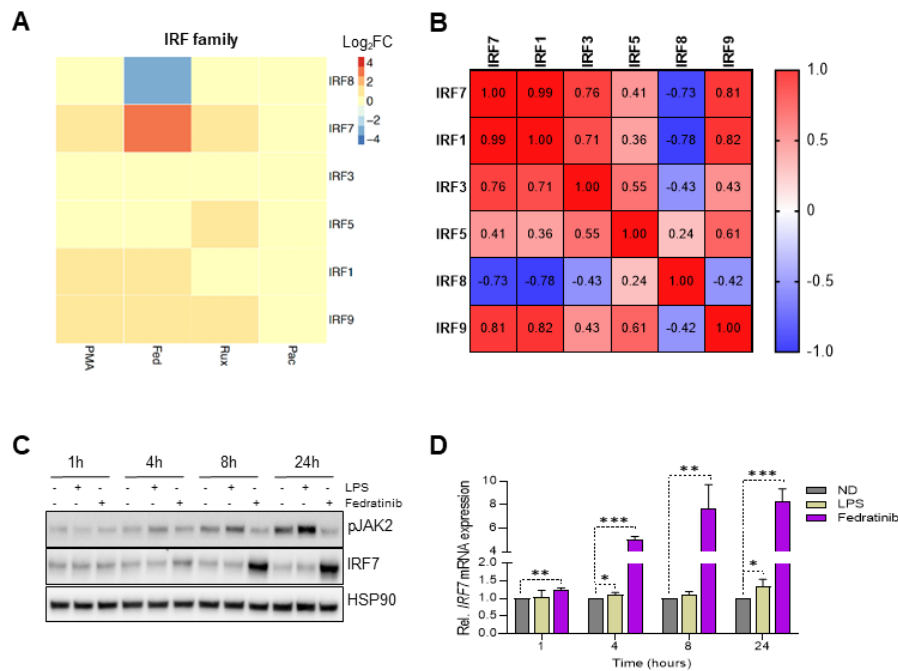 A
IRF family
Log₂FC
4
2
0
−2
−4
IRF8
IRF7
IRF3
IRF5
IRF1
IRF9
PMA
Fed
Rux
Pac
B
IRF7 IRF1 IRF3 IRF5 IRF8 IRF9
IRF7 1.00 0.99 0.76 0.41 -0.73 0.81
IRF1 0.99 1.00 0.71 0.36 -0.78 0.82
IRF3 0.76 0.71 1.00 0.55 -0.43 0.43
IRF5 0.41 0.36 0.55 1.00 0.24 0.61
IRF8 -0.73 -0.78 -0.43 0.24 1.00 -0.42
IRF9 0.81 0.82 0.43 0.61 -0.42 1.00
1.0
0.5
0
-0.5
-1.0
C
1h 4h 8h 24h
- + - - + - - + - - + - LPS
- - + - - + - - + - - + Fedratinib
pJAK2
IRF7
HSP90
D
ND
LPS
Fedratinib
Rel. IRF7 mRNA expression
10
8
6
4
1.5
1.0
0.5
0.0
**
*
***
**
*
***
1 4 8 24
Time (hours)